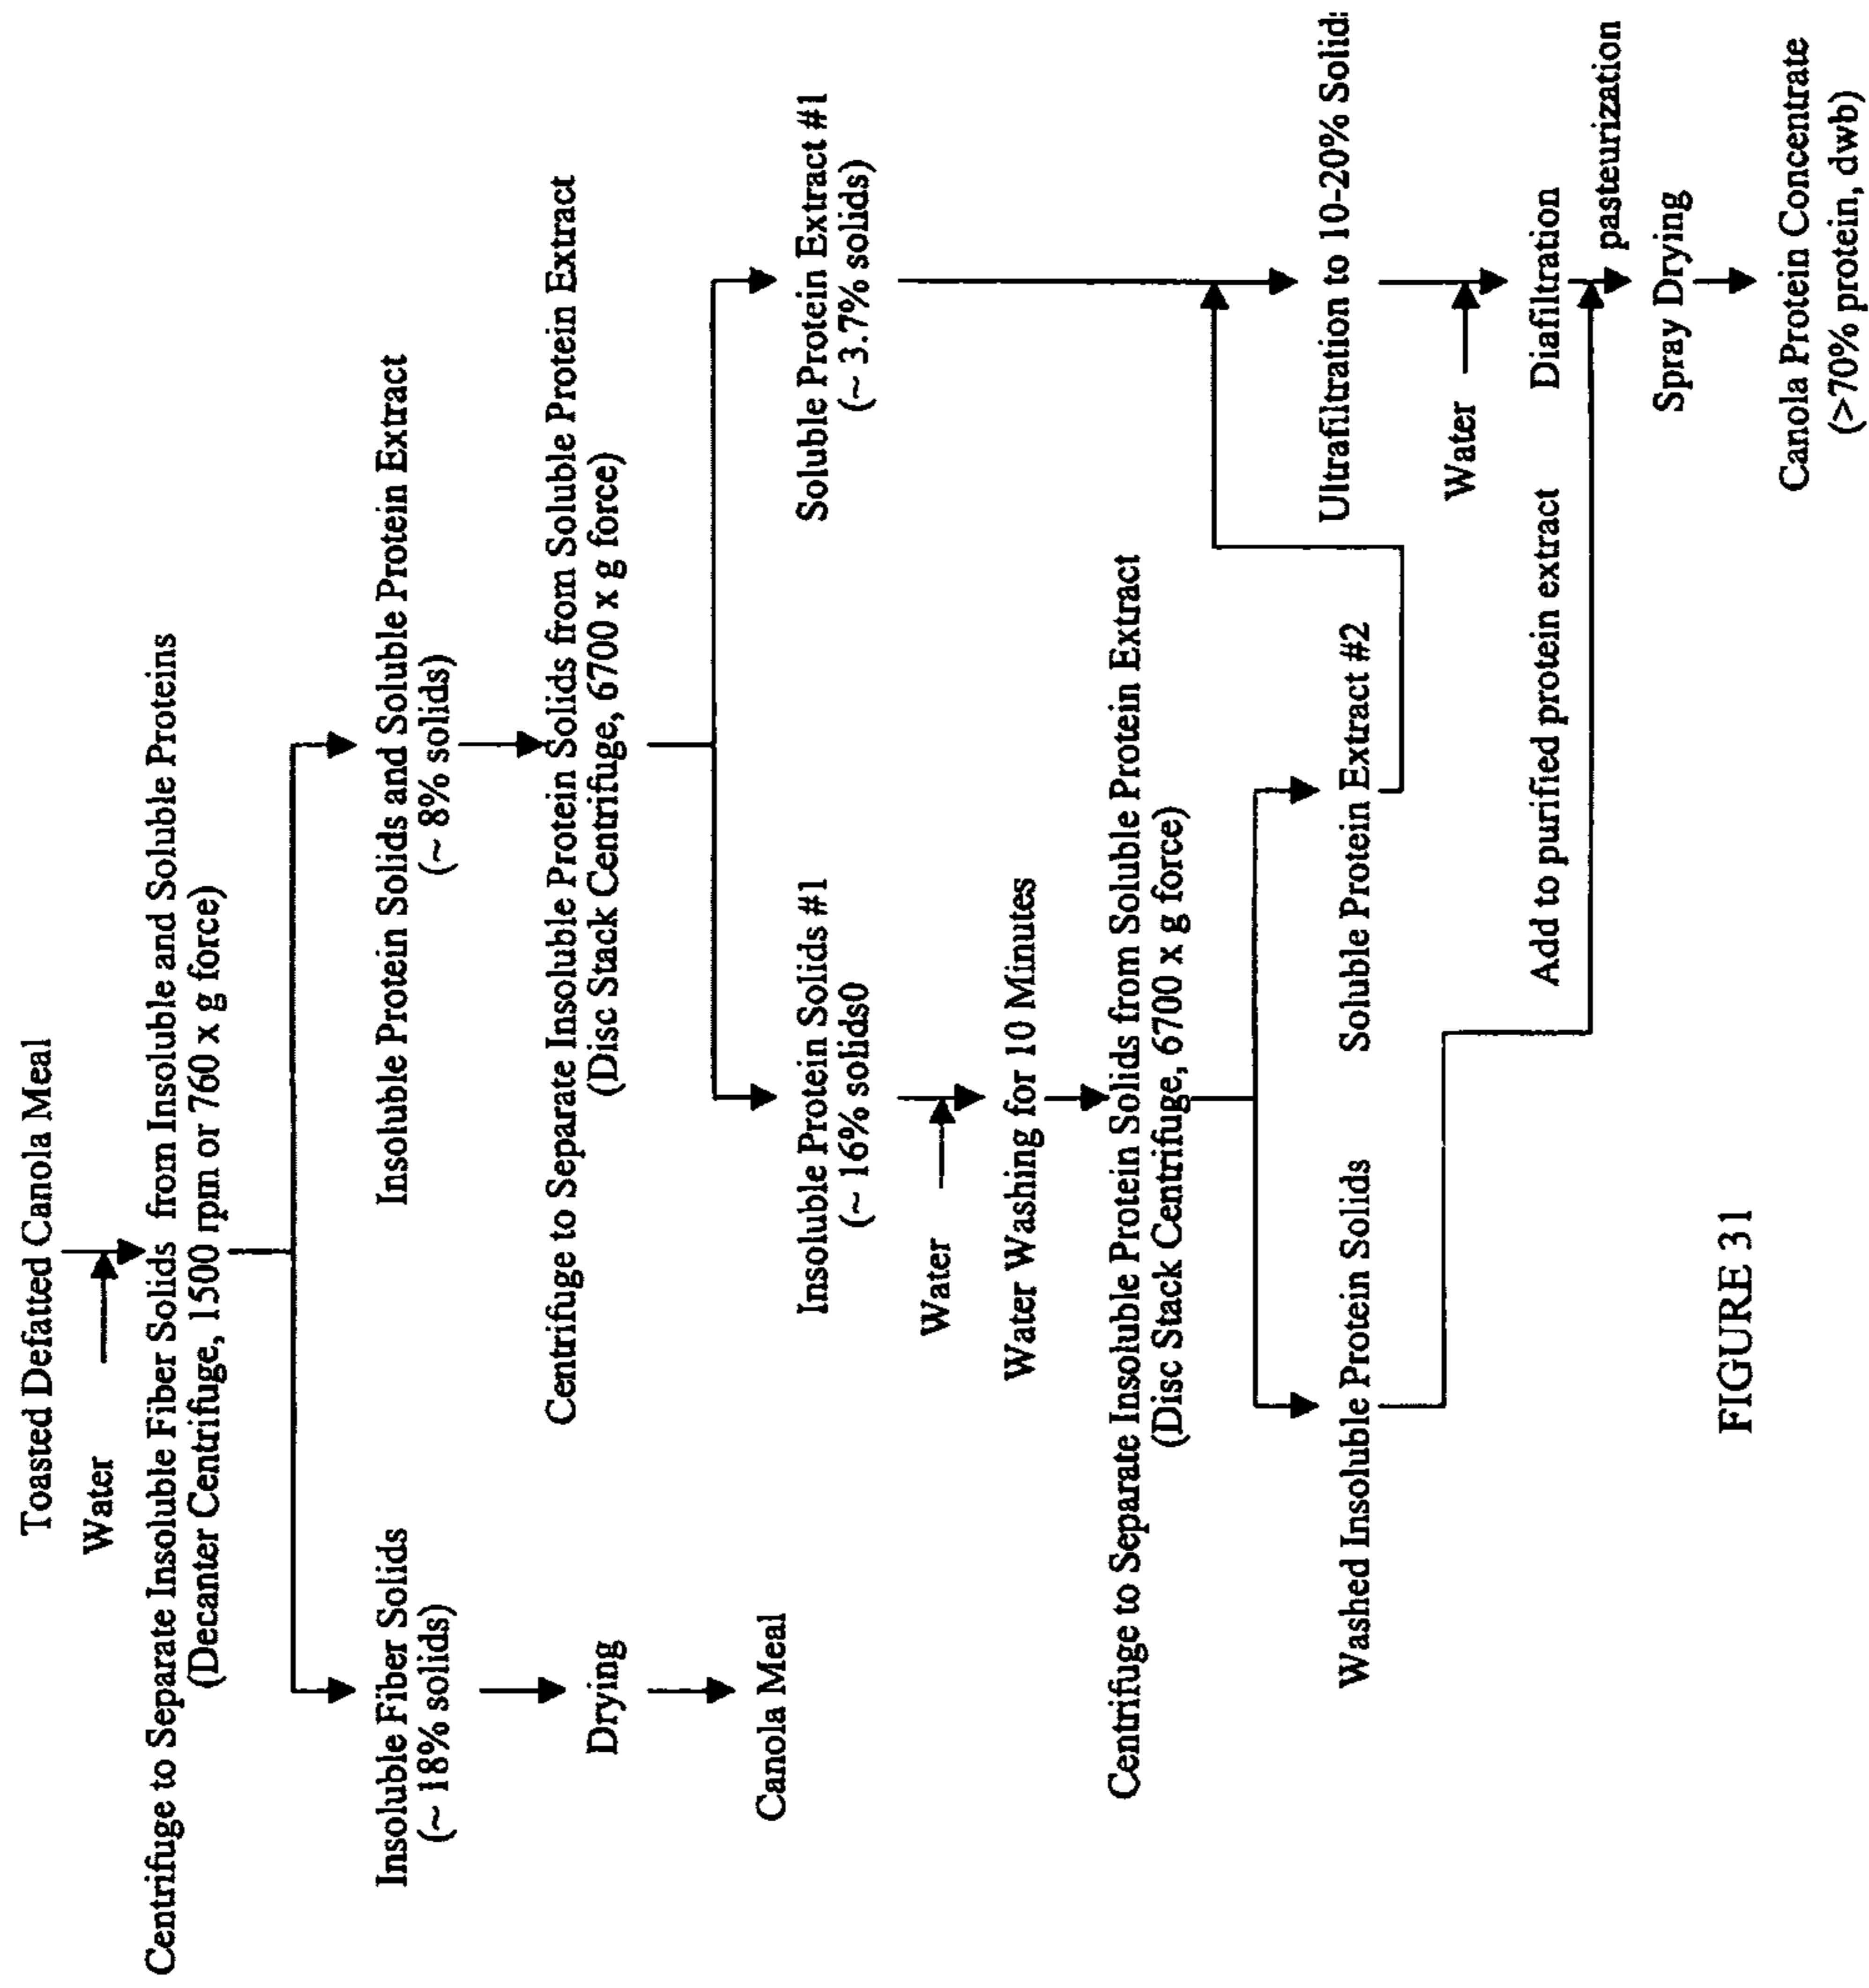 Toasted Defatted Canola Meal
Water
Centrifuge to Separate Insoluble Fiber Solids from Insoluble and Soluble Proteins
(Decanter Centrifuge, 1500 rpm or 760 x g force)
Insoluble Fiber Solids
(~ 18% solids)
Insoluble Protein Solids and Soluble Protein Extract
(~ 8% solids)
Drying
Canola Meal
Centrifuge to Separate Insoluble Protein Solids from Soluble Protein Extract
(Disc Stack Centrifuge, 6700 x g force)
Insoluble Protein Solids #1
(~ 16% solids0
Soluble Protein Extract #1
(~ 3.7% solids)
Water
Water Washing for 10 Minutes
Centrifuge to Separate Insoluble Protein Solids from Soluble Protein Extract
(Disc Stack Centrifuge, 6700 x g force)
Washed Insoluble Protein Solids
Soluble Protein Extract #2
Ultrafiltration to 10-20% Solid
Water
Add to purified protein extract
Diafiltration
pasteurization
Spray Drying
Canola Protein Concentrate
(>70% protein, dwb)
FIGURE 31